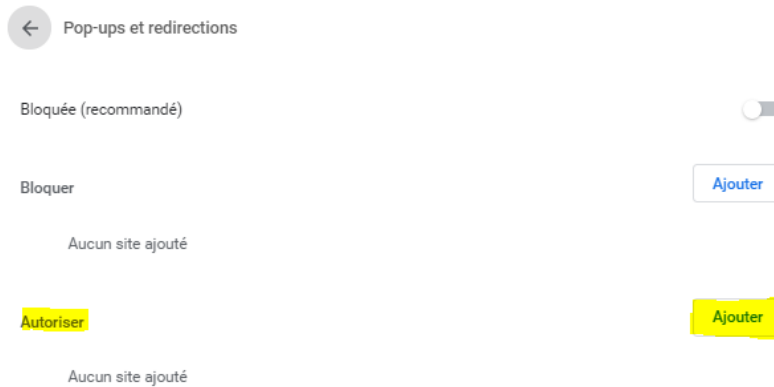 Pop-ups et redirections
Bloquée (recommandé)
Bloquer Ajouter
Aucun site ajouté
Autoriser Ajouter
Aucun site ajouté